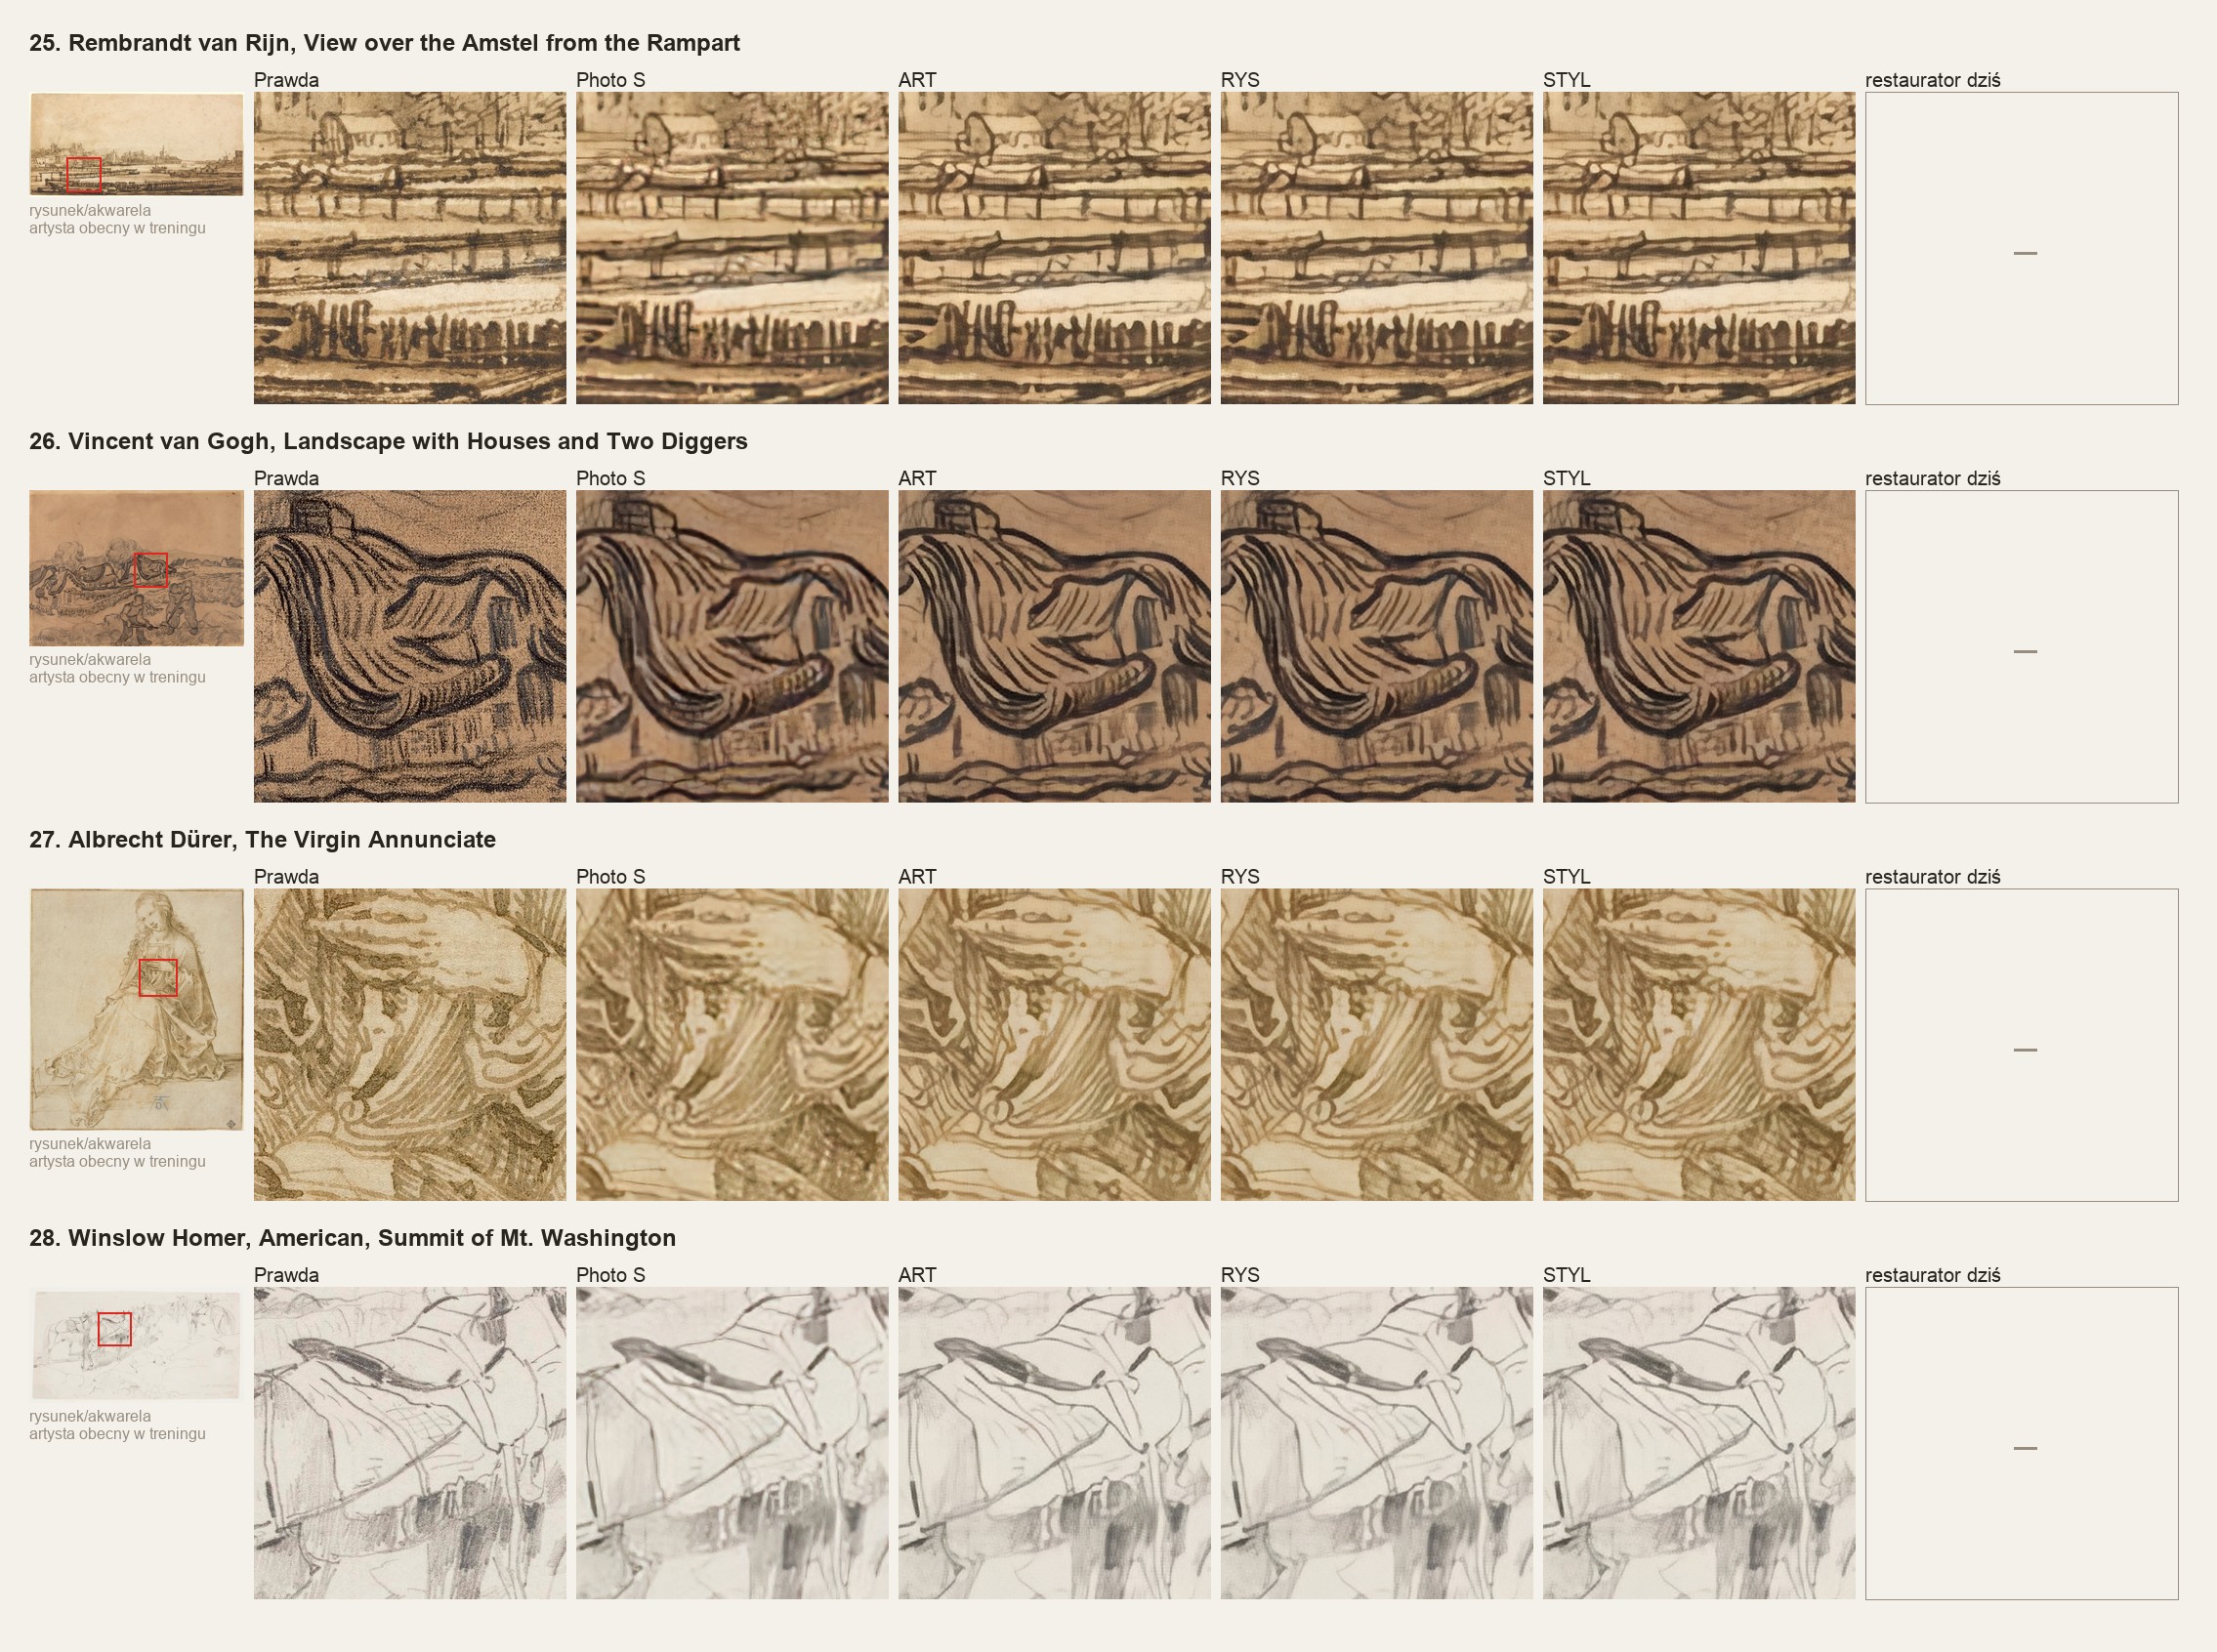 25. Rembrandt van Rijn, View over the Amstel from the Rampart
Prawda Photo S ART RYS STYL restaurator dziś
rysunek/akwarela
artysta obecny w treningu
—
26. Vincent van Gogh, Landscape with Houses and Two Diggers
Prawda Photo S ART RYS STYL restaurator dziś
rysunek/akwarela
artysta obecny w treningu
—
27. Albrecht Dürer, The Virgin Annunciate
Prawda Photo S ART RYS STYL restaurator dziś
rysunek/akwarela
artysta obecny w treningu
—
28. Winslow Homer, American, Summit of Mt. Washington
Prawda Photo S ART RYS STYL restaurator dziś
rysunek/akwarela
artysta obecny w treningu
—